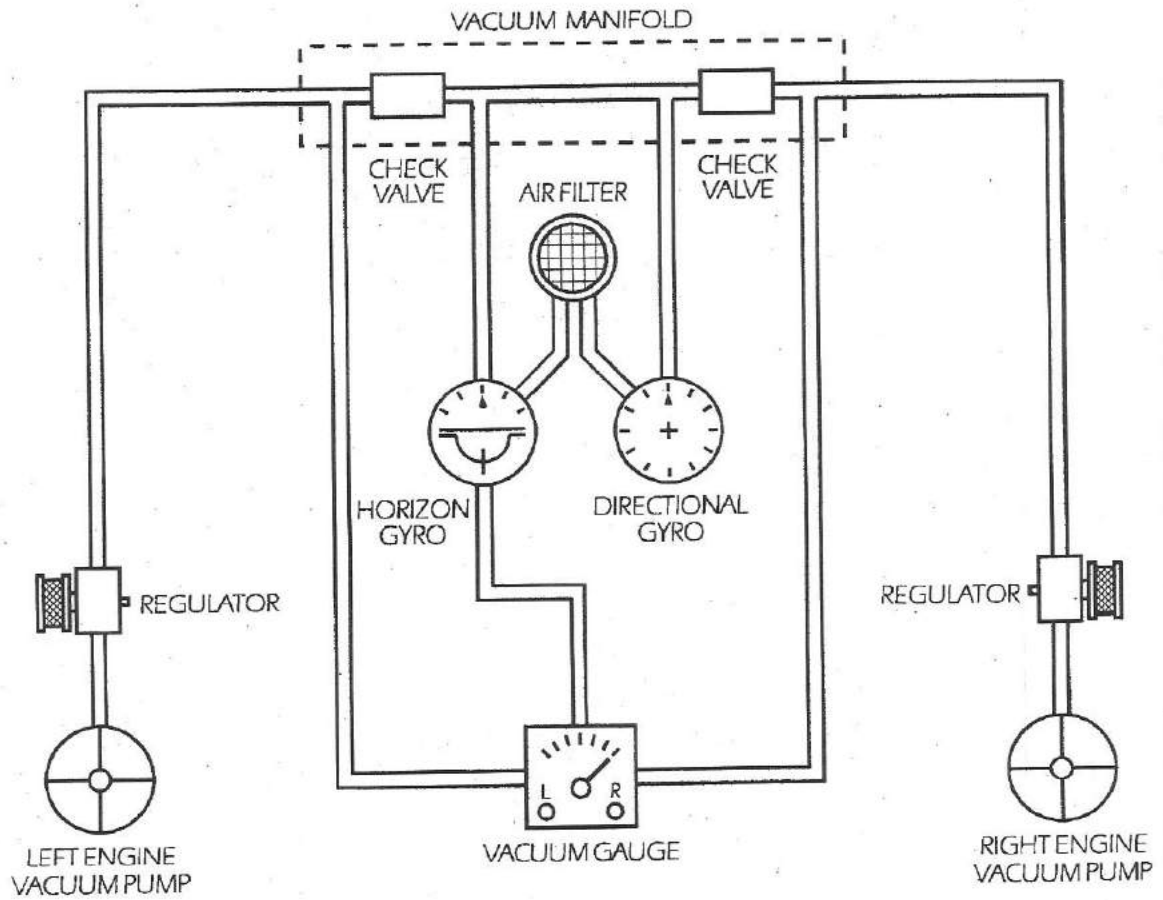 VACUUM MANIFOLD
CHECK
VALVE
CHECK
VALVE
AIR FILTER
HORIZON
GYRO
DIRECTIONAL
GYRO
REGULATOR
REGULATOR
L
R
VACUUM GAUGE
LEFT ENGINE
VACUUM PUMP
RIGHT ENGINE
VACUUM PUMP